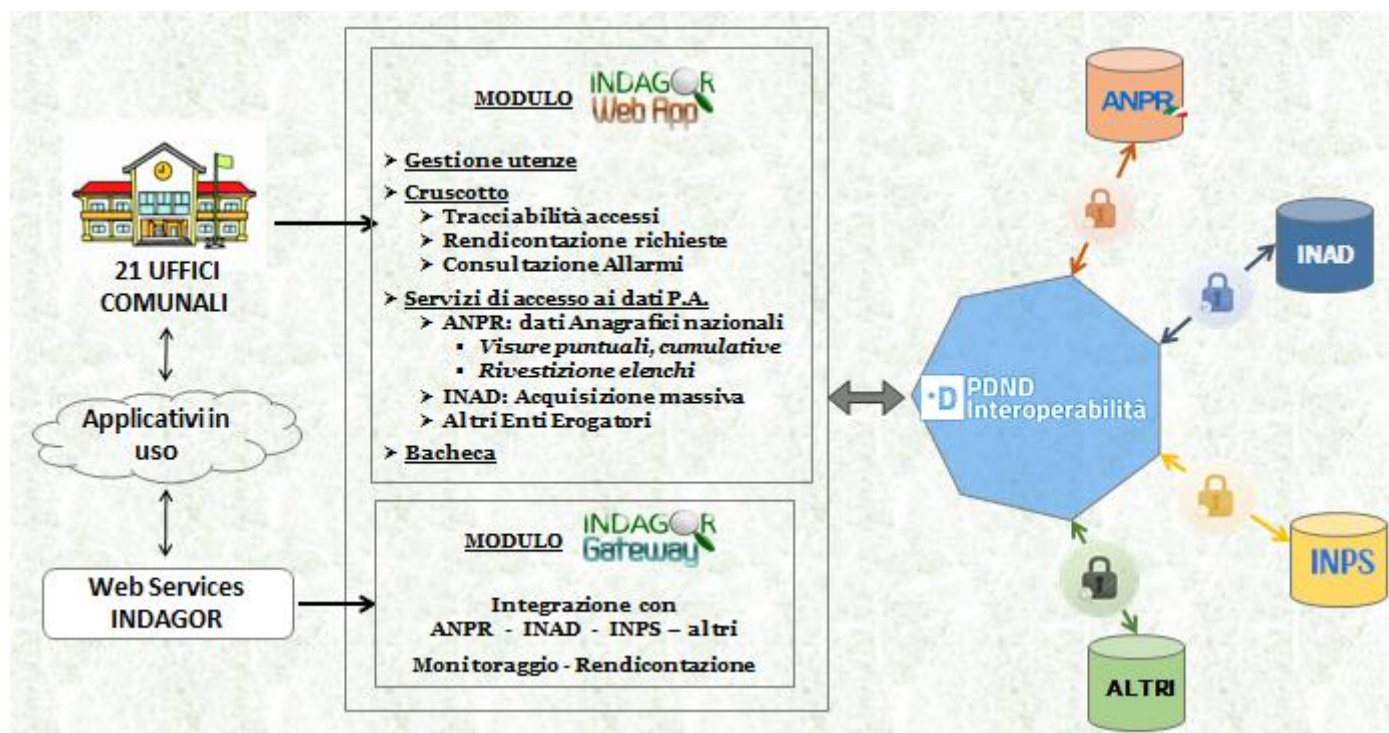 21 UFFICI
COMUNALI
Applicativi in
uso
Web Services
INDAGOR
MODULO INDAGOR
Web App
➤ Gestione utenze
➤ Cruscotto
➤ Tracciabilità accessi
➤ Rendicontazione richieste
➤ Consultazione Allarmi
➤ Servizi di accesso ai dati P.A.
➤ ANPR: dati Anagrafici nazionali
▪ Visure puntuali, cumulative
▪ Rivestizione elenchi
➤ INAD: Acquisizione massiva
➤ Altri Enti Erogatori
➤ Bacheca
MODULO INDAGOR
Gateway
Integrazione con
ANPR - INAD - INPS – altri
Monitoraggio - Rendicontazione
·D PDND
Interoperabilità
ANPR
INAD
INPS
ALTRI